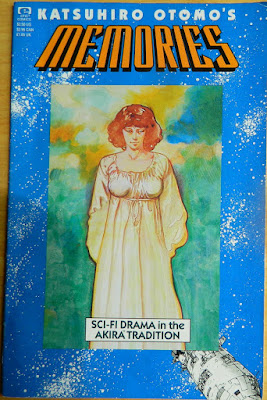 KATSUHIRO OTOMO'S
MEMORIES
SCI-FI DRAMA in the
AKIRA TRADITION